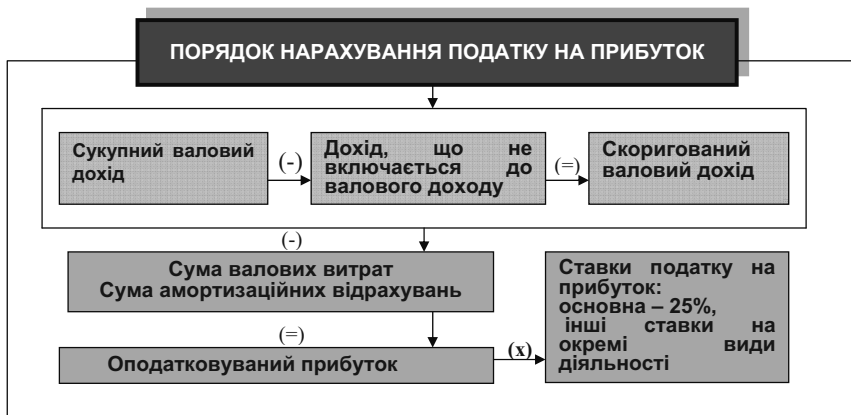 ПОРЯДОК НАРАХУВАННЯ ПОДАТКУ НА ПРИБУТОК
Сукупний валовий
дохід
(-)
Дохід, що не
включається до
валового доходу
(=)
Скоригований
валовий дохід
(-)
Сума валових витрат
Сума амортизаційних відрахувань
(=)
Оподатковуваний прибуток
(х)
Ставки податку на
прибуток:
основна – 25%,
інші ставки на
окремі види
діяльності